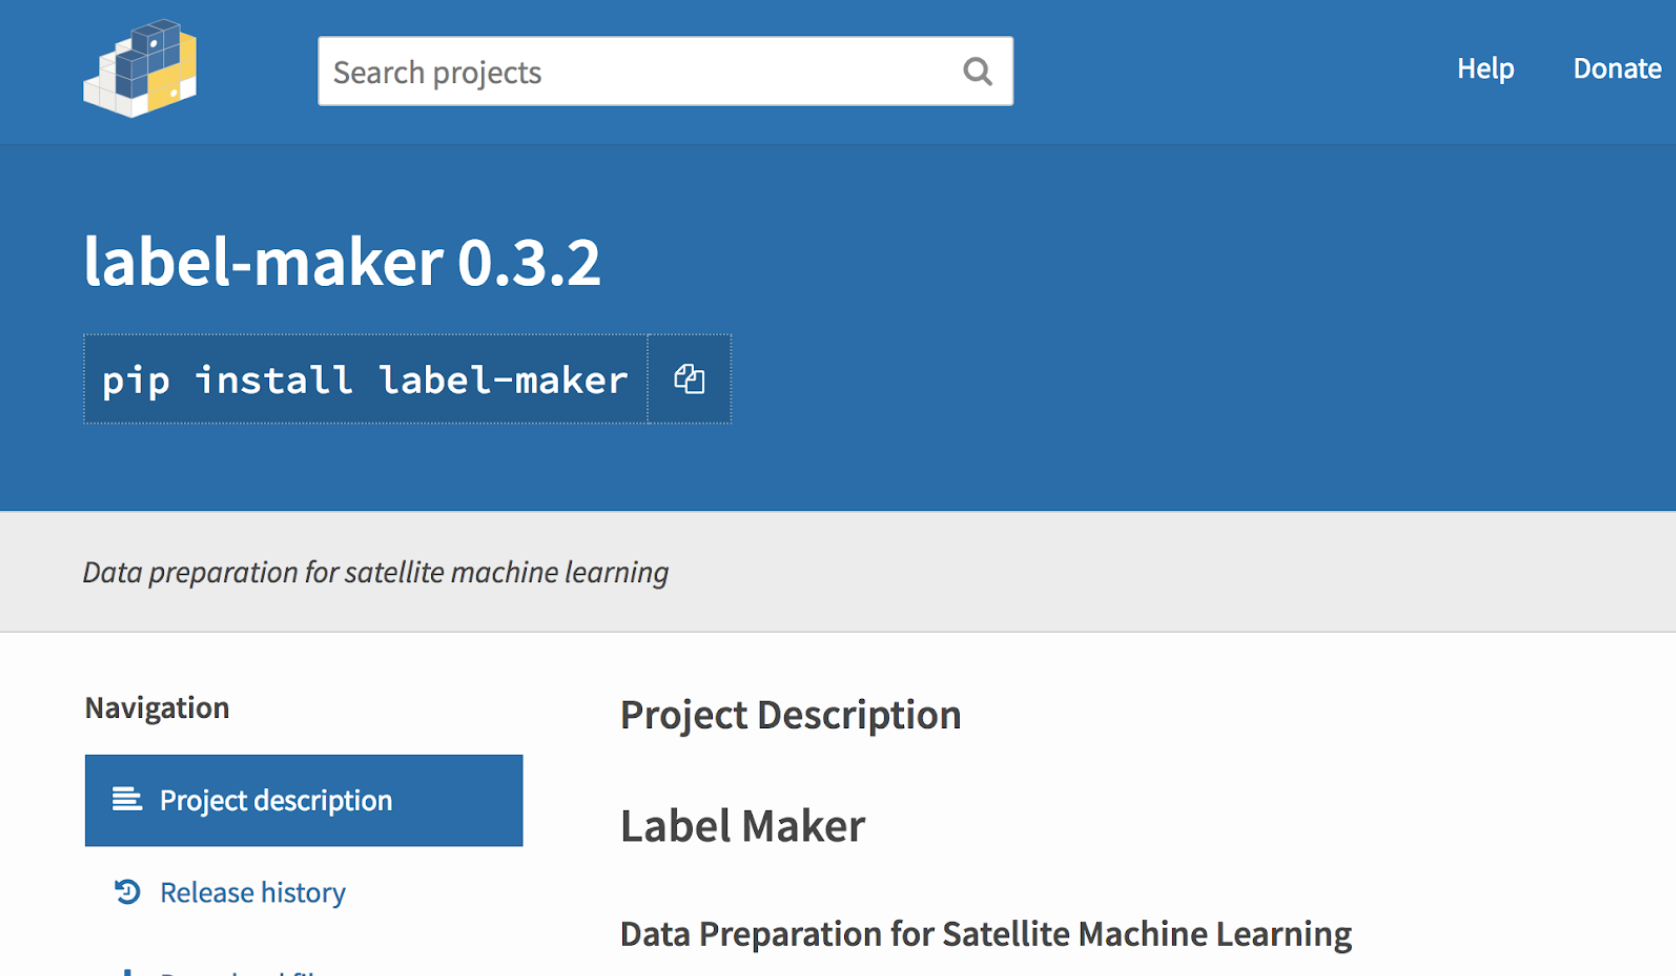 Search projects
Help
Donate
label-maker 0.3.2
pip install label-maker
Data preparation for satellite machine learning
Navigation
Project description
Release history
Project Description
Label Maker
Data Preparation for Satellite Machine Learning